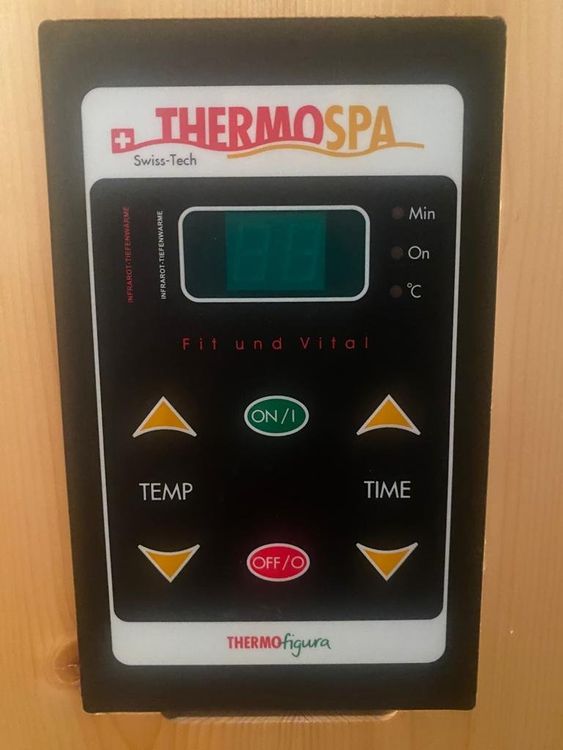 THERMOSPA
Swiss-Tech
INFRAROT-TIEFENWÄRME
INFRAROT-TIEFENWÄRME
Min
On
°C
Fit und Vital
ON/I
TEMP
TIME
OFF/O
THERMOfigura